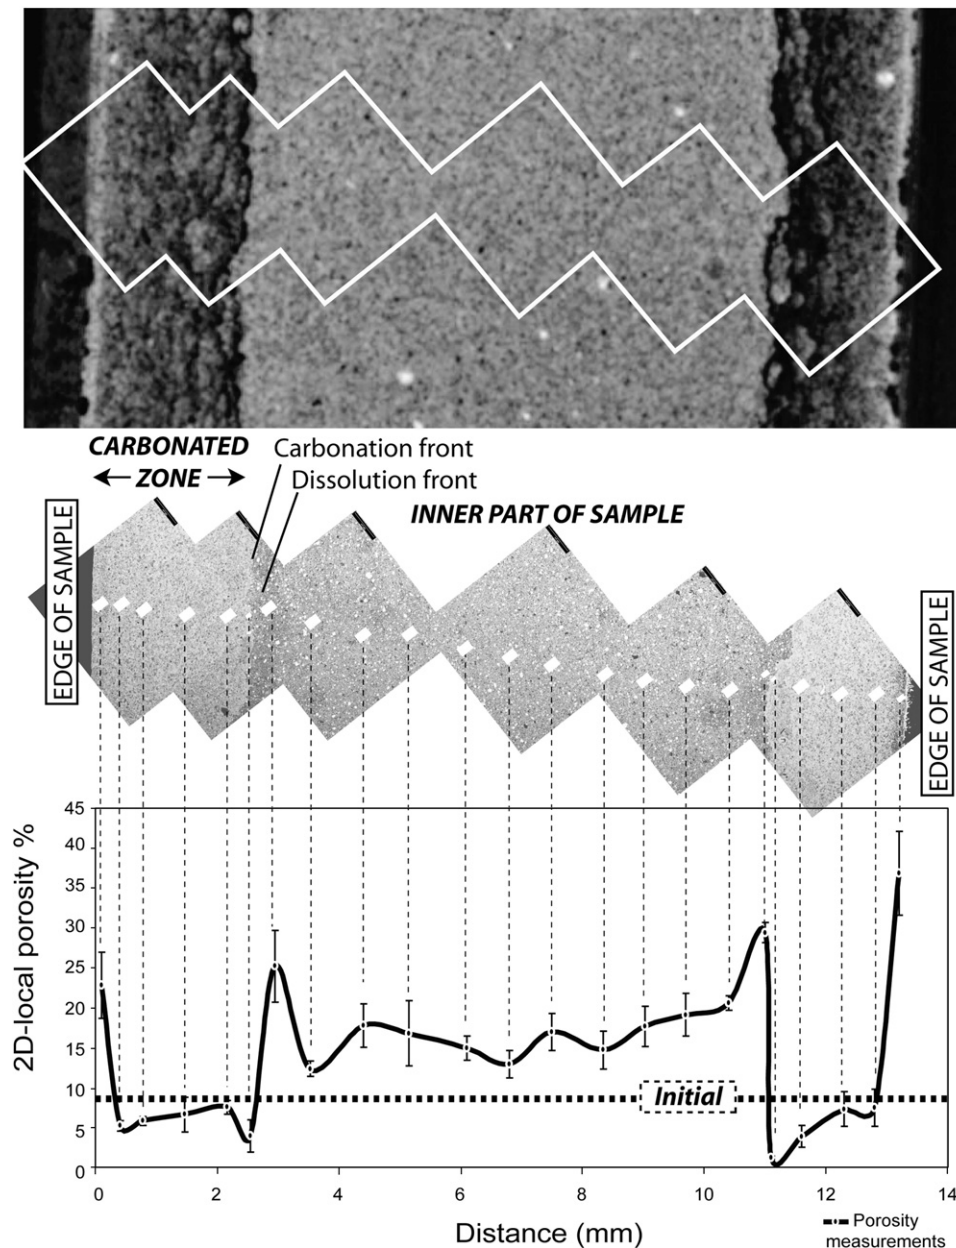 CARBONATED
ZONE
Carbonation front
Dissolution front
INNER PART OF SAMPLE
EDGE OF SAMPLE
EDGE OF SAMPLE
45
40
35
30
25
20
15
10
5
0
2D-local porosity %
Initial
0 2 4 6 8 10 12 14
Distance (mm)
Porosity
measurements